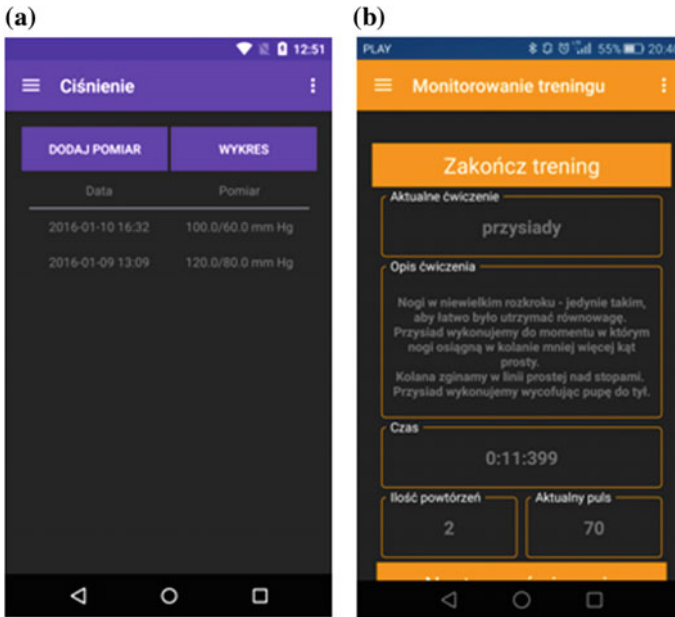 (a)
12:51
Ciśnienie
DODAJ POMIAR WYKRES
Data Pomiar
2016-01-10 16:32 100.0/60.0 mm Hg
2016-01-09 13:09 120.0/80.0 mm Hg
(b)
PLAY 55% 20:46
Monitorowanie treningu
Zakończ trening
Aktualne ćwiczenie
przysiady
Opis ćwiczenia
Nogi w niewielkim rozkroku - jedynie takim,
aby łatwo było utrzymać równowagę.
Przysiad wykonujemy do momentu w którym
nogi osiągną w kolanie mniej więcej kąt
prosty.
Kolana zginamy w linii prostej nad stopami.
Przysiad wykonujemy wycofując pupę do tył.
Czas
0:11:399
Ilość powtórzeń Aktualny puls
2 70